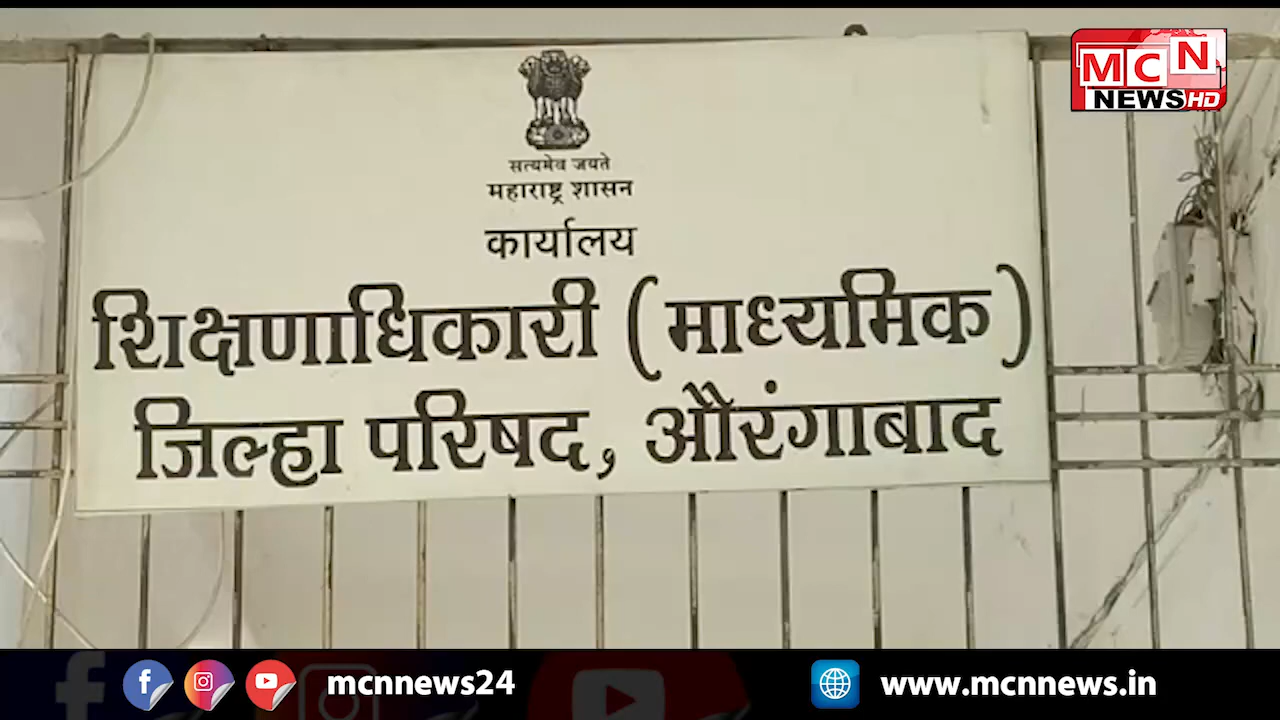 MCN
NEWS HD
सत्यमेव जयते
महाराष्ट्र शासन
कार्यालय
शिक्षणाधिकारी (माध्यमिक)
जिल्हा परिषद, औरंगाबाद
mcnnews24
www.mcnnews.in